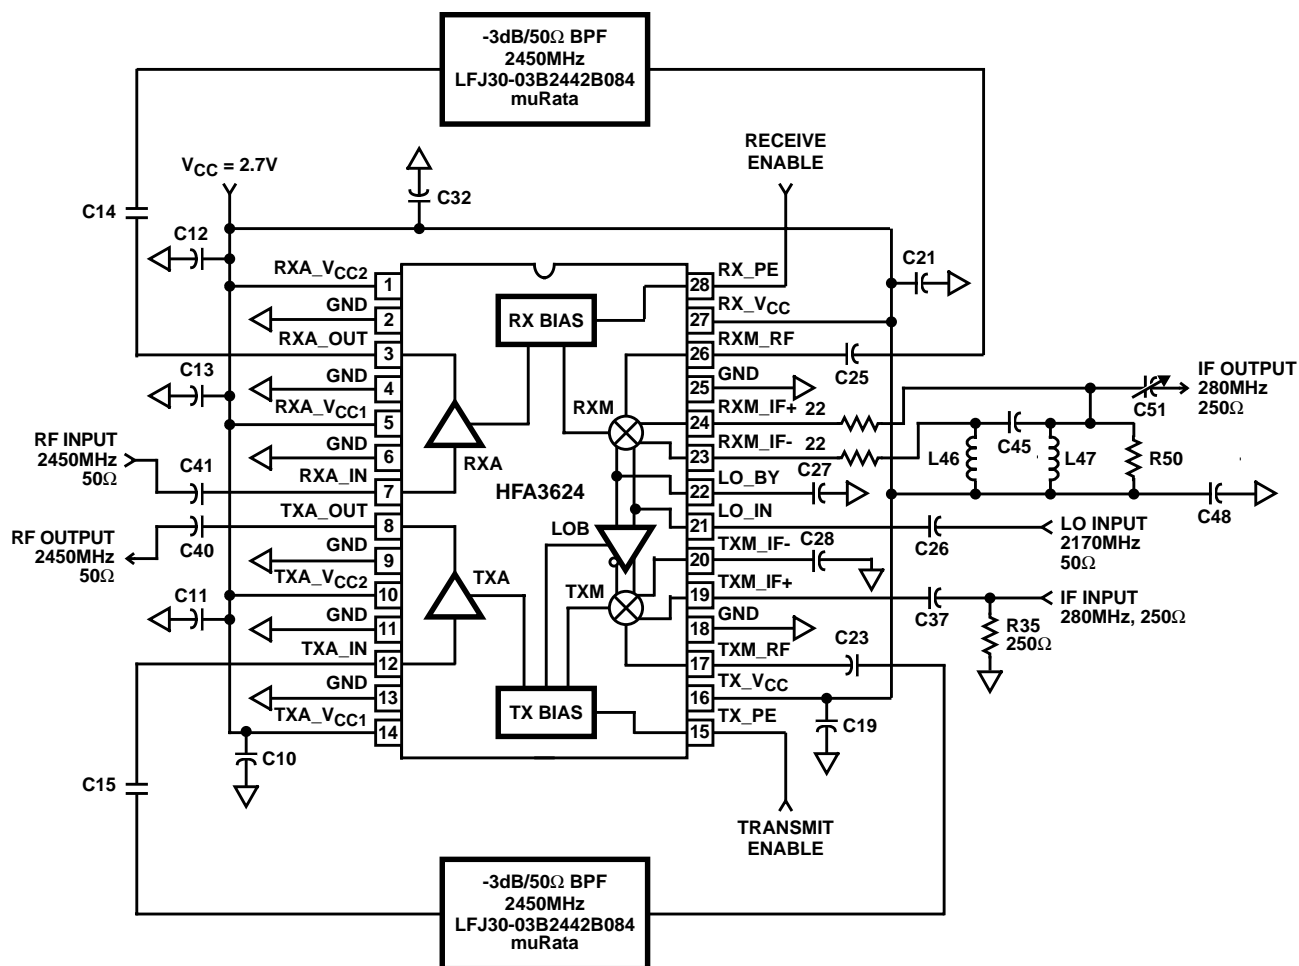 -3dB/50Ω BPF
2450MHz
LFJ30-03B2442B084
muRata
VCC = 2.7V
RECEIVE
ENABLE
C32
C14
C12
C21
RXA_VCC2
1
GND
2
RXA_OUT
3
C13
GND
4
RXA_VCC1
5
GND
6
RF INPUT
2450MHz
50Ω
C41
RXA_IN
7
TXA_OUT
8
RF OUTPUT
2450MHz
50Ω
C40
GND
9
TXA_VCC2
10
C11
GND
11
TXA_IN
12
GND
13
TXA_VCC1
14
C10
C15
RX BIAS
RXM
RXA
HFA3624
LOB
TXA
TXM
TX BIAS
RX_PE
28
RX_VCC
27
RXM_RF
26
C25
GND
25
RXM_IF+
22
24
RXM_IF-
22
23
LO_BY
22
C27
LO_IN
21
C26
TXM_IF-
20
C28
TXM_IF+
19
C37
GND
18
TXM_RF
17
C23
TX_VCC
16
C19
TX_PE
15
IF OUTPUT
280MHz
250Ω
C51
C45
L46
L47
R50
C48
LO INPUT
2170MHz
50Ω
IF INPUT
280MHz, 250Ω
R35
250Ω
TRANSMIT
ENABLE
-3dB/50Ω BPF
2450MHz
LFJ30-03B2442B084
muRata